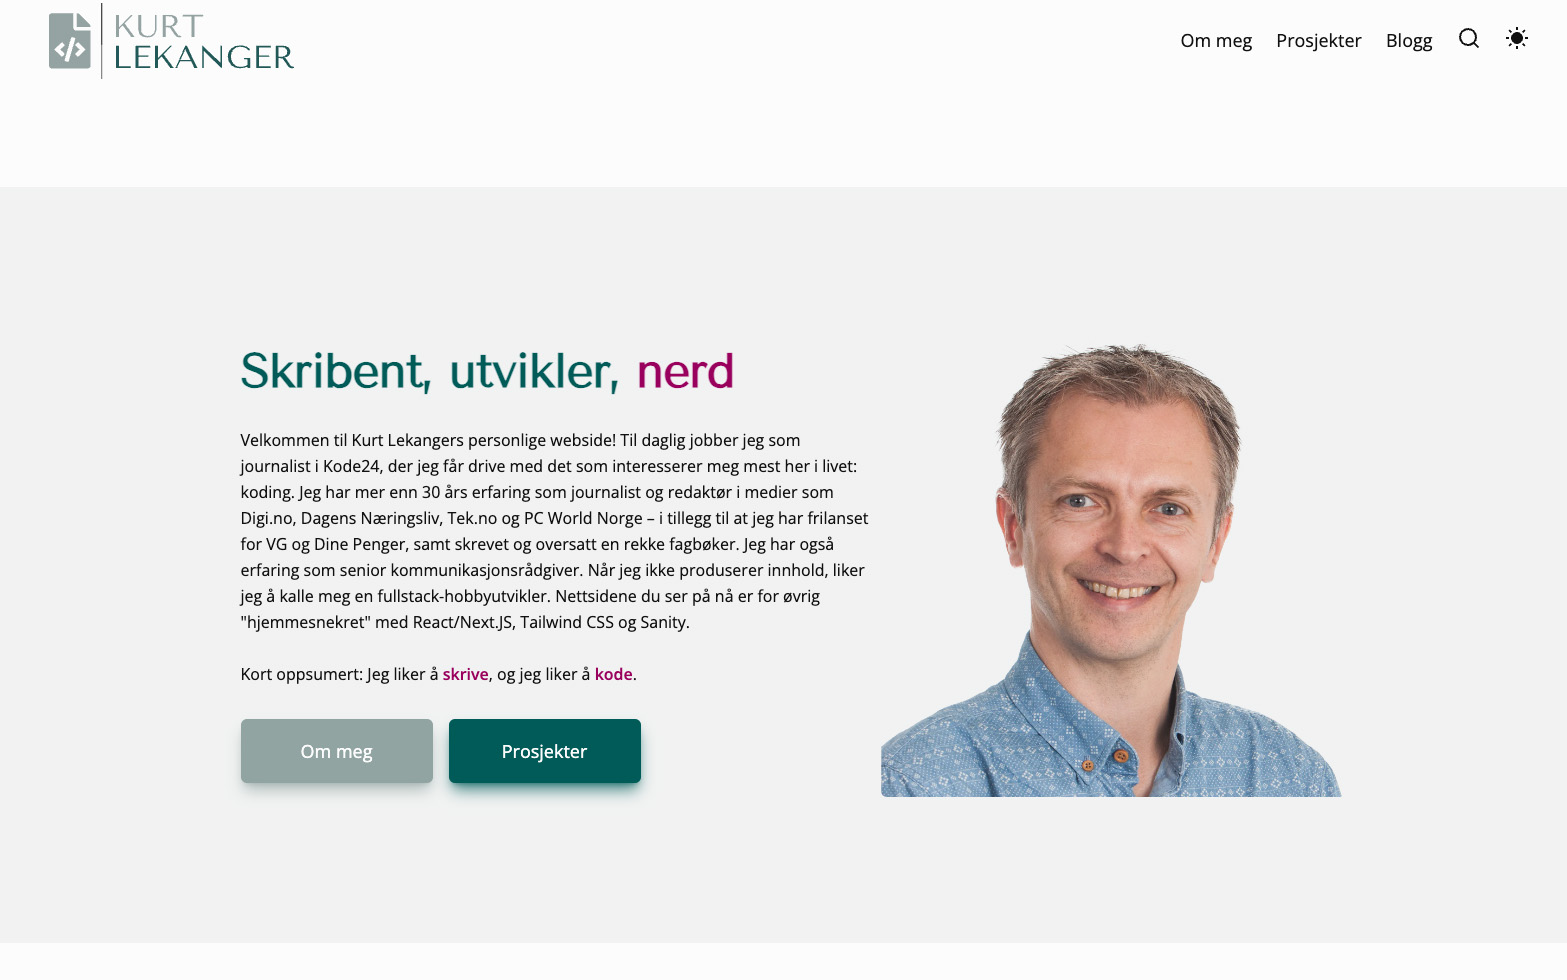 KURT
LEKANGER
Om meg
Prosjekter
Blogg
Skribent, utvikler, nerd
Velkommen til Kurt Lekangers personlige webside! Til daglig jobber jeg som
journalist i Kode24, der jeg får drive med det som interesserer meg mest her i livet:
koding. Jeg har mer enn 30 års erfaring som journalist og redaktør i medier som
Digi.no, Dagens Næringsliv, Tek.no og PC World Norge – i tillegg til at jeg har frilanset
for VG og Dine Penger, samt skrevet og oversatt en rekke fagbøker. Jeg har også
erfaring som senior kommunikasjonsrådgiver. Når jeg ikke produserer innhold, liker
jeg å kalle meg en fullstack-hobbyutvikler. Nettsidene du ser på nå er for øvrig
"hjemmesnekret" med React/Next.JS, Tailwind CSS og Sanity.
Kort oppsumert: Jeg liker å skrive, og jeg liker å kode.
Om meg
Prosjekter